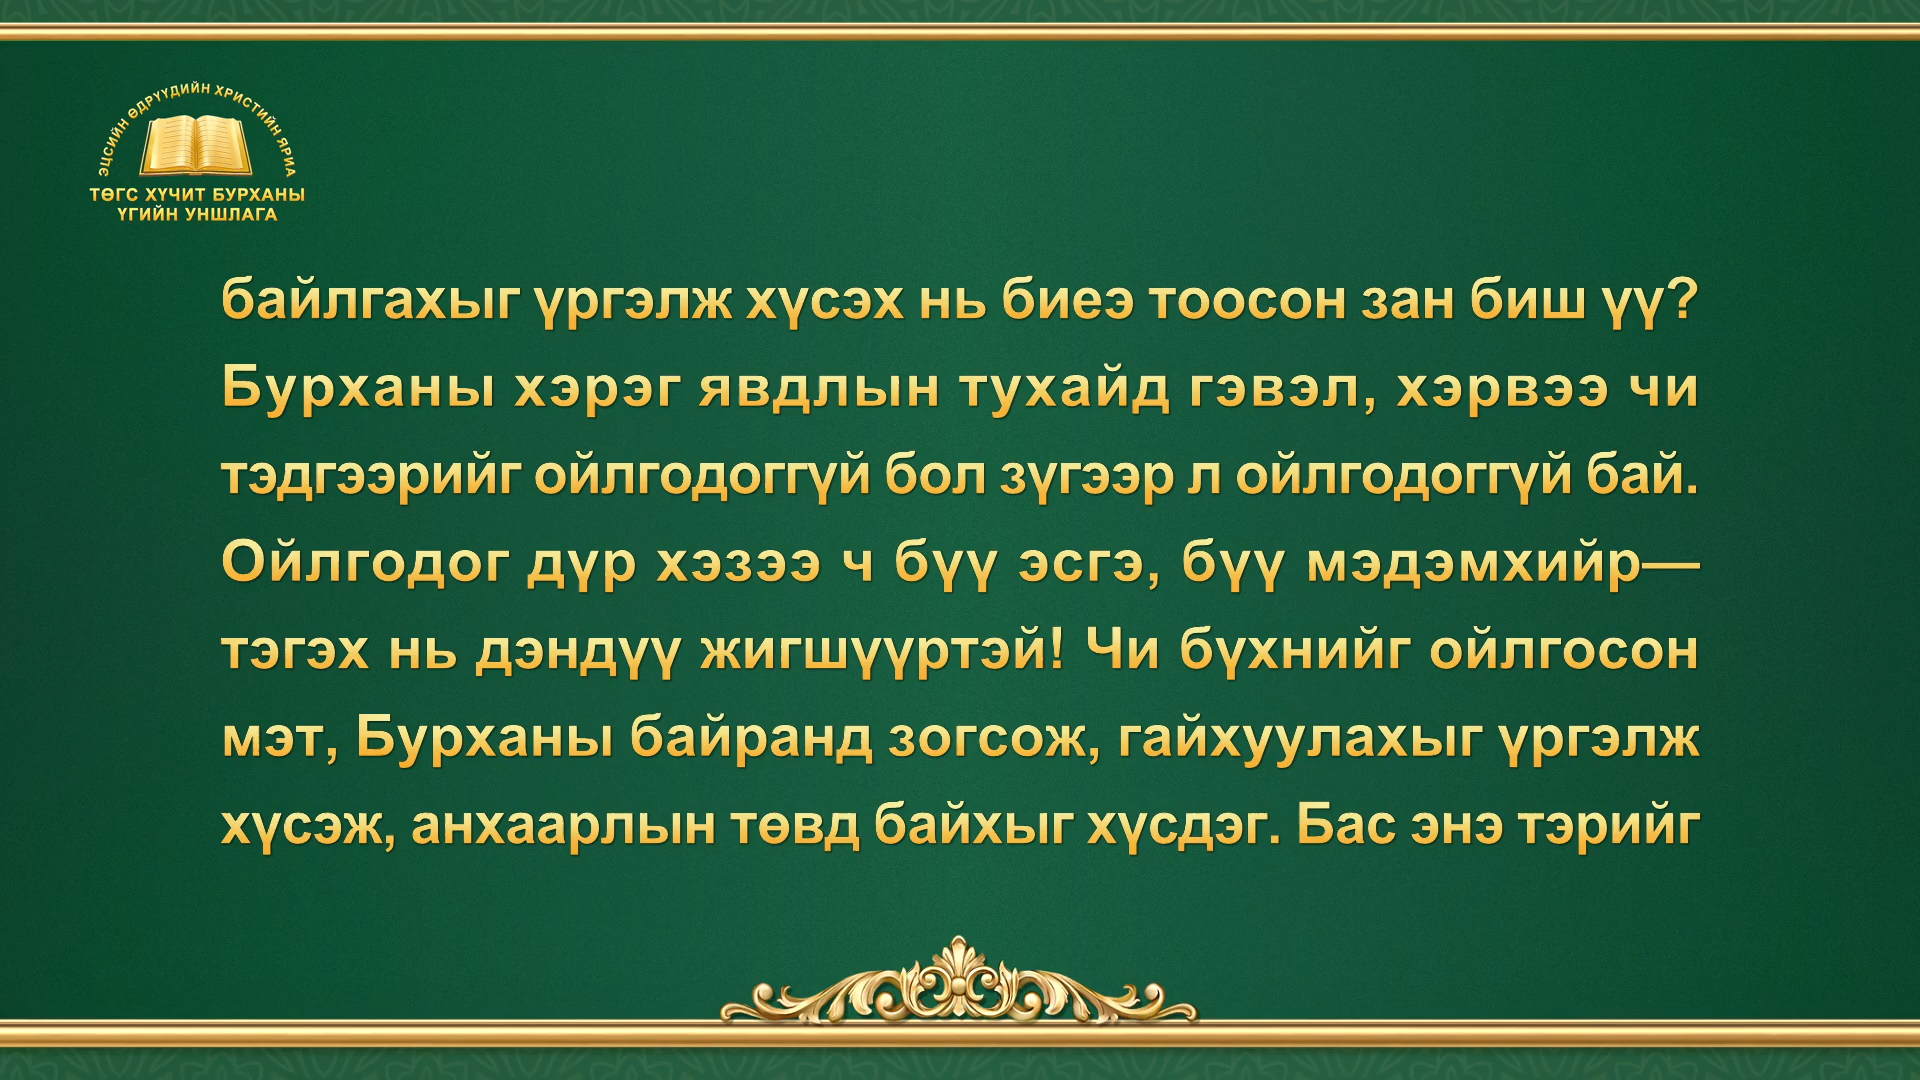 ЭЦСИЙН ӨДРҮҮДИЙН ХРИСТИЙН ЯРИА
ТӨГС ХҮЧИТ БУРХАНЫ
ҮГИЙН УНШЛАГА
байлгахыг үргэлж хүсэх нь биеэ тоосон зан биш үү?
Бурханы хэрэг явдлын тухайд гэвэл, хэрвээ чи
тэдгээрийг ойлгодоггүй бол зүгээр л ойлгодоггүй бай.
Ойлгодог дүр хэзээ ч бүү эсгэ, бүү мэдэмхийр—
тэгэх нь дэндүү жигшүүртэй! Чи бүхнийг ойлгосон
мэт, Бурханы байранд зогсож, гайхуулахыг үргэлж
хүсэж, анхаарлын төвд байхыг хүсдэг. Бас энэ тэрийг